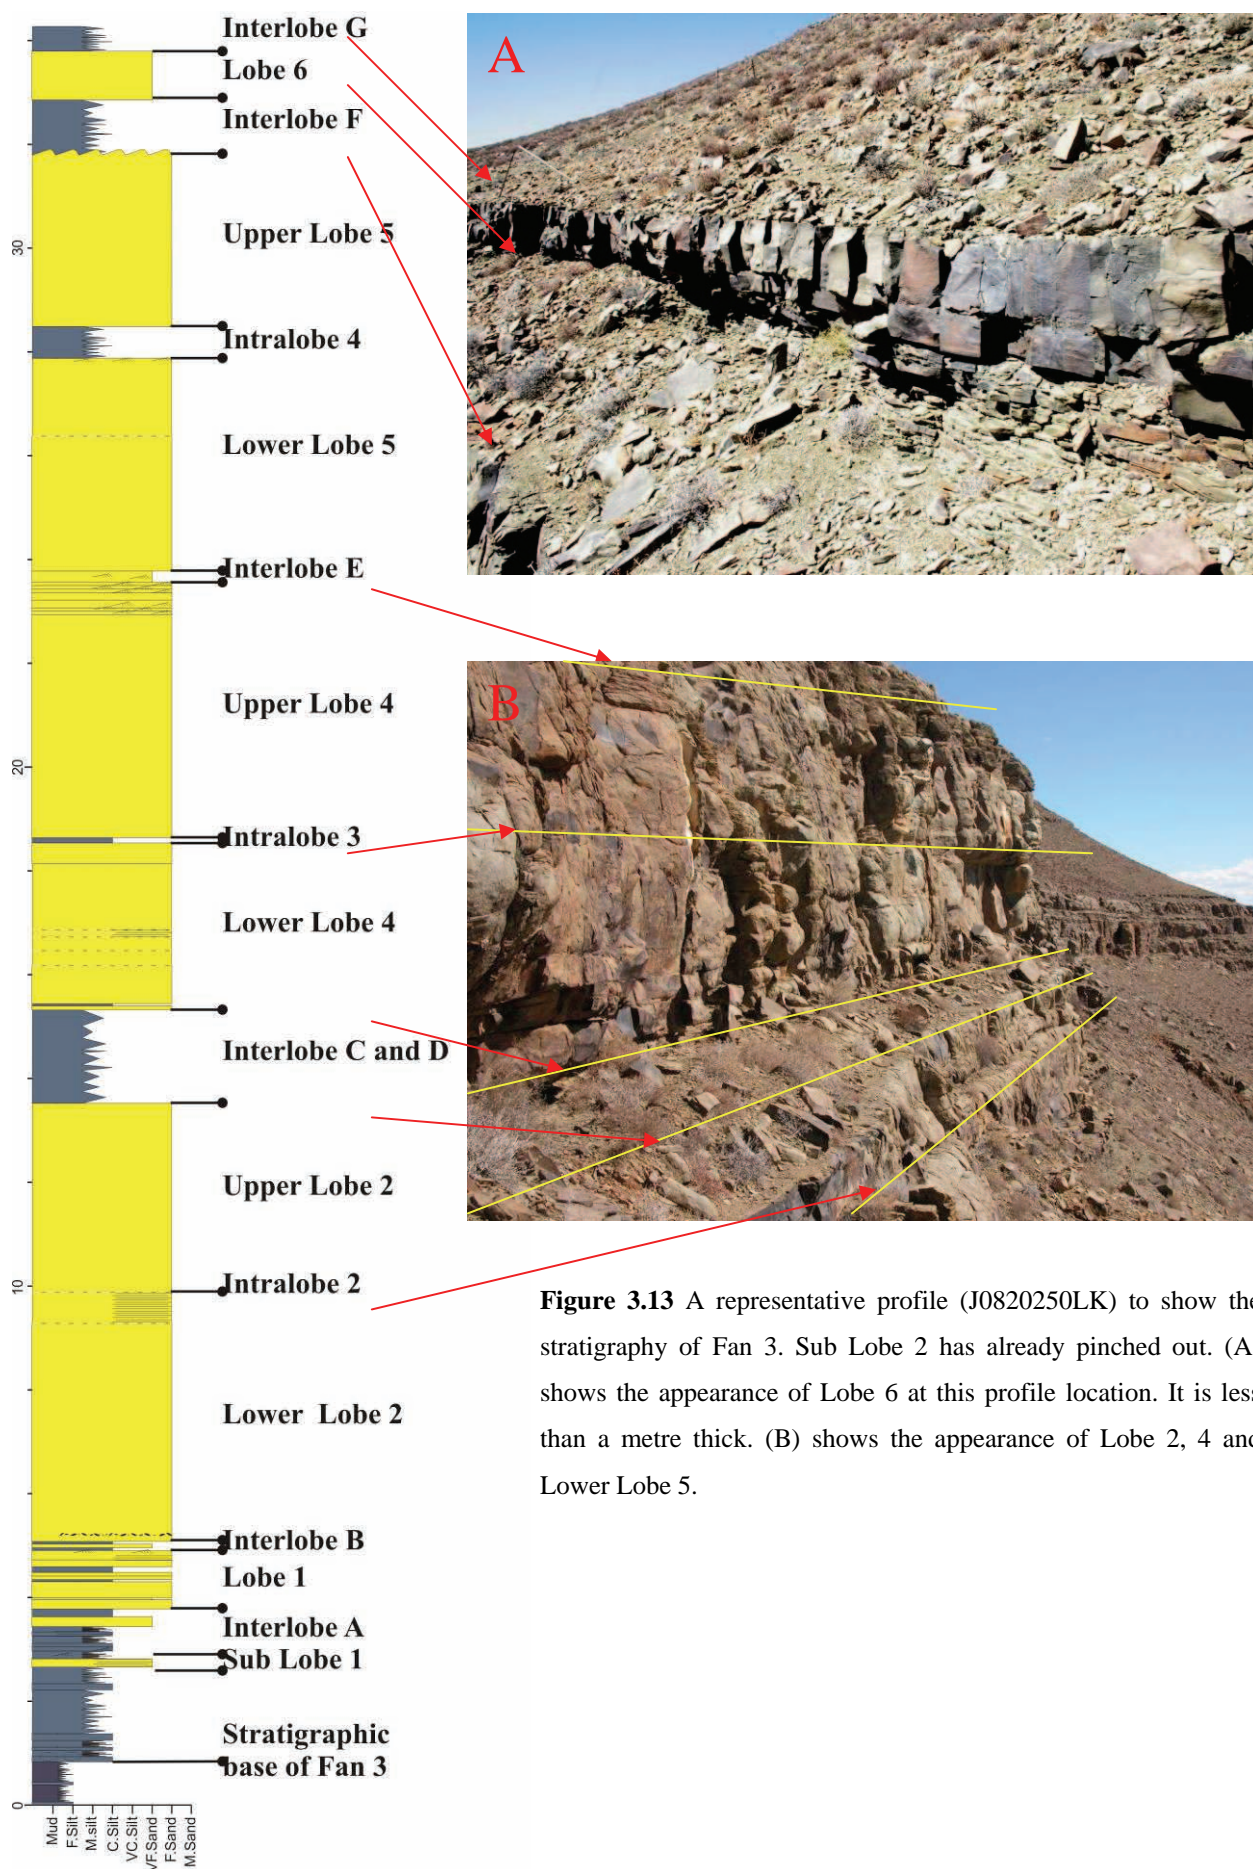 Interlobe G
Lobe 6
Interlobe F
Upper Lobe 5
Intralobe 4
Lower Lobe 5
Interlobe E
Upper Lobe 4
Intralobe 3
Lower Lobe 4
Interlobe C and D
Upper Lobe 2
Intralobe 2
Lower Lobe 2
Interlobe B
Lobe 1
Interlobe A
Sub Lobe 1
Stratigraphic
base of Fan 3
30
20
10
0
Mud
F.Silt
M.silt
C.Silt
VC.Silt
VF.Sand
F.Sand
M.Sand
A
B
Figure 3.13 A representative profile (J0820250LK) to show the
stratigraphy of Fan 3. Sub Lobe 2 has already pinched out. (A
shows the appearance of Lobe 6 at this profile location. It is less
than a metre thick. (B) shows the appearance of Lobe 2, 4 and
Lower Lobe 5.